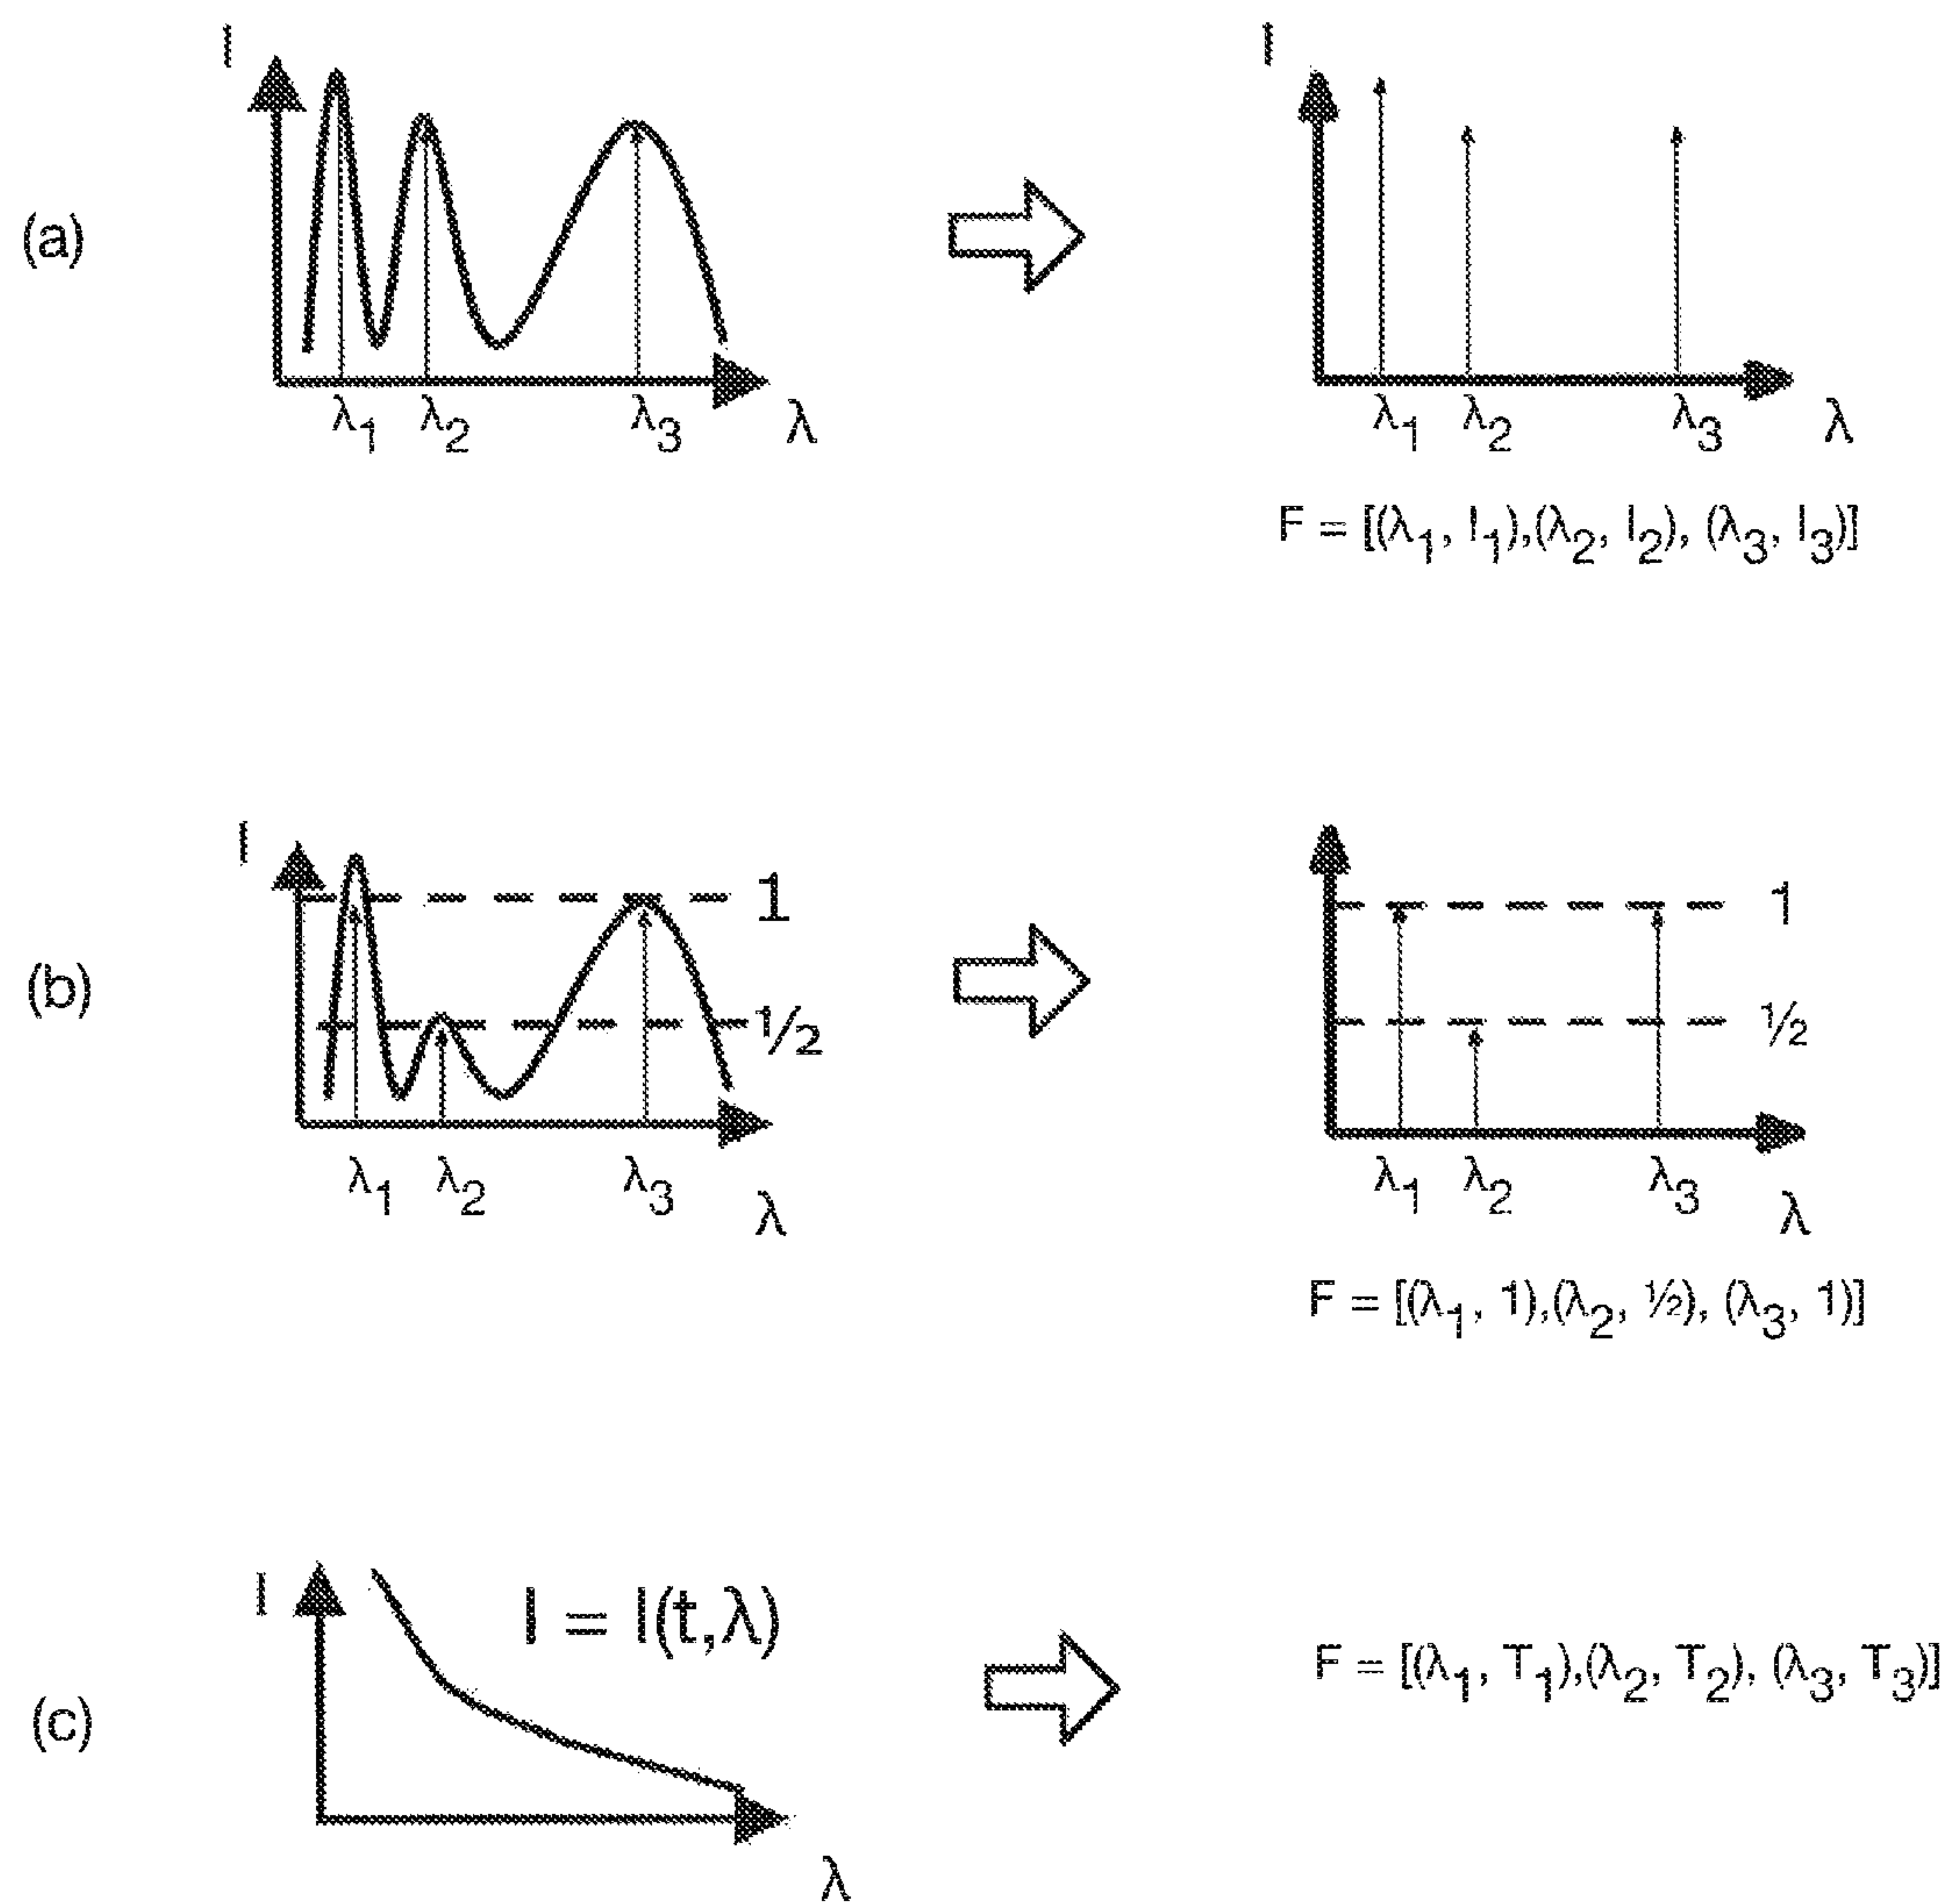 (a)
I
λ1 λ2 λ3 λ
I
λ1 λ2 λ3 λ
F = [(λ1, I1),(λ2, I2), (λ3, I3)]
(b)
I
1
½
λ1 λ2 λ3 λ
1
½
λ1 λ2 λ3 λ
F = [(λ1, 1),(λ2, ½), (λ3, 1)]
(c)
I
I = I(t,λ)
λ
F = [(λ1, T1),(λ2, T2), (λ3, T3)]